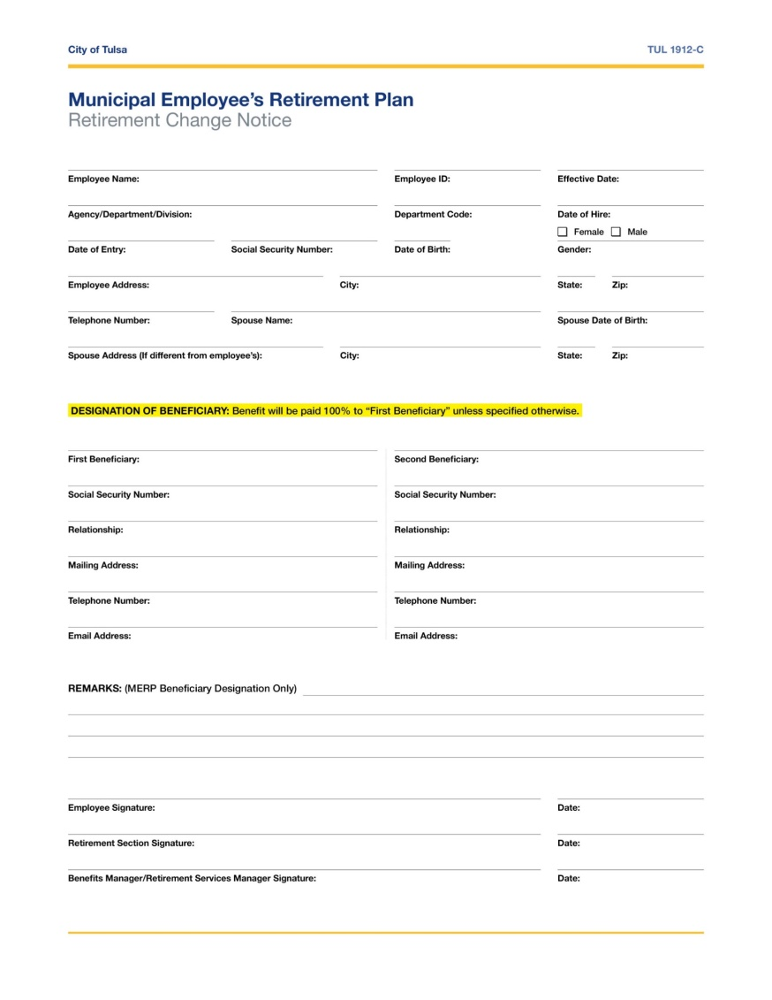 City of Tulsa TUL 1912-C
Municipal Employee's Retirement Plan
Retirement Change Notice
Employee Name: Employee ID: Effective Date:
Agency/Department/Division: Department Code: Date of Hire:
❏ Female ❏ Male
Date of Entry: Social Security Number: Date of Birth: Gender:
Employee Address: City: State: Zip:
Telephone Number: Spouse Name: Spouse Date of Birth:
Spouse Address (If different from employee's): City: State: Zip:
DESIGNATION OF BENEFICIARY: Benefit will be paid 100% to “First Beneficiary” unless specified otherwise.
First Beneficiary: Second Beneficiary:
Social Security Number: Social Security Number:
Relationship: Relationship:
Mailing Address: Mailing Address:
Telephone Number: Telephone Number:
Email Address: Email Address:
REMARKS: (MERP Beneficiary Designation Only)
Employee Signature: Date:
Retirement Section Signature: Date:
Benefits Manager/Retirement Services Manager Signature: Date: